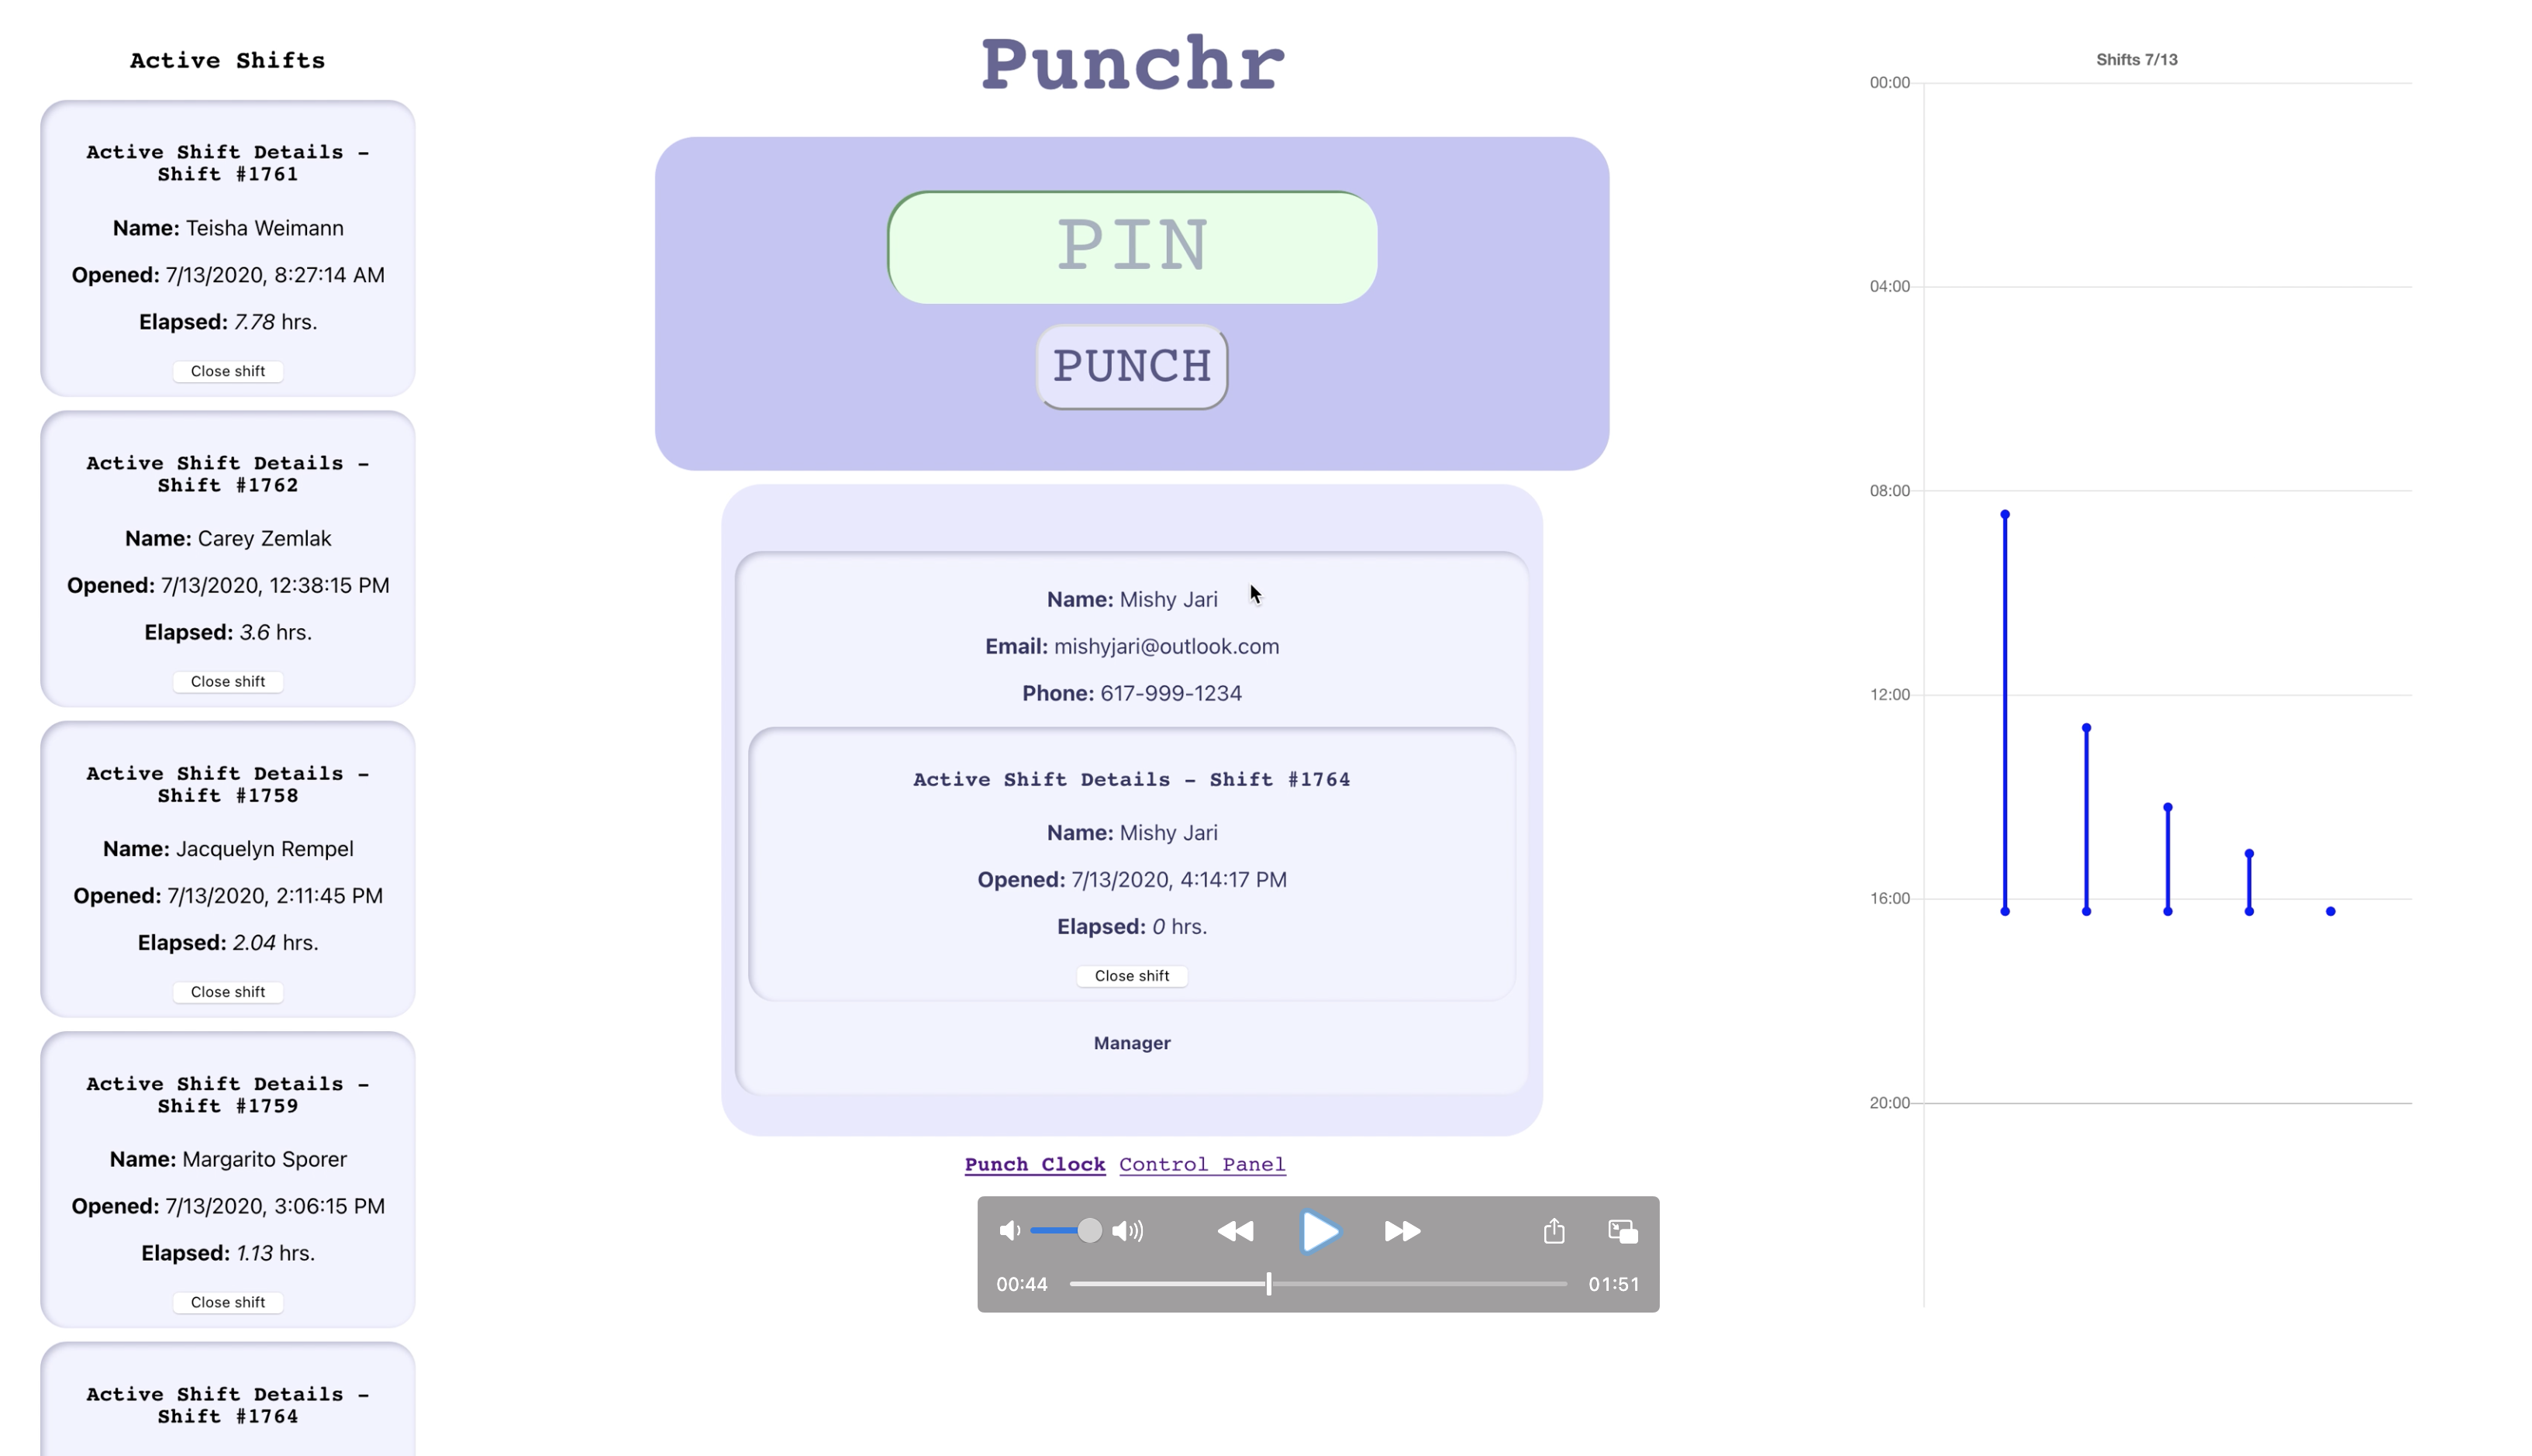 Active Shifts
Active Shift Details -
Shift #1761
Name: Teisha Weimann
Opened: 7/13/2020, 8:27:14 AM
Elapsed: 7.78 hrs.
Close shift
Active Shift Details -
Shift #1762
Name: Carey Zemlak
Opened: 7/13/2020, 12:38:15 PM
Elapsed: 3.6 hrs.
Close shift
Active Shift Details -
Shift #1758
Name: Jacquelyn Rempel
Opened: 7/13/2020, 2:11:45 PM
Elapsed: 2.04 hrs.
Close shift
Active Shift Details -
Shift #1759
Name: Margarito Sporer
Opened: 7/13/2020, 3:06:15 PM
Elapsed: 1.13 hrs.
Close shift
Active Shift Details -
Shift #1764
Punchr
PIN
PUNCH
Name: Mishy Jari
Email: mishyjari@outlook.com
Phone: 617-999-1234
Active Shift Details - Shift #1764
Name: Mishy Jari
Opened: 7/13/2020, 4:14:17 PM
Elapsed: 0 hrs.
Close shift
Manager
Punch Clock Control Panel
00:44 01:51
Shifts 7/13
00:00
04:00
08:00
12:00
16:00
20:00